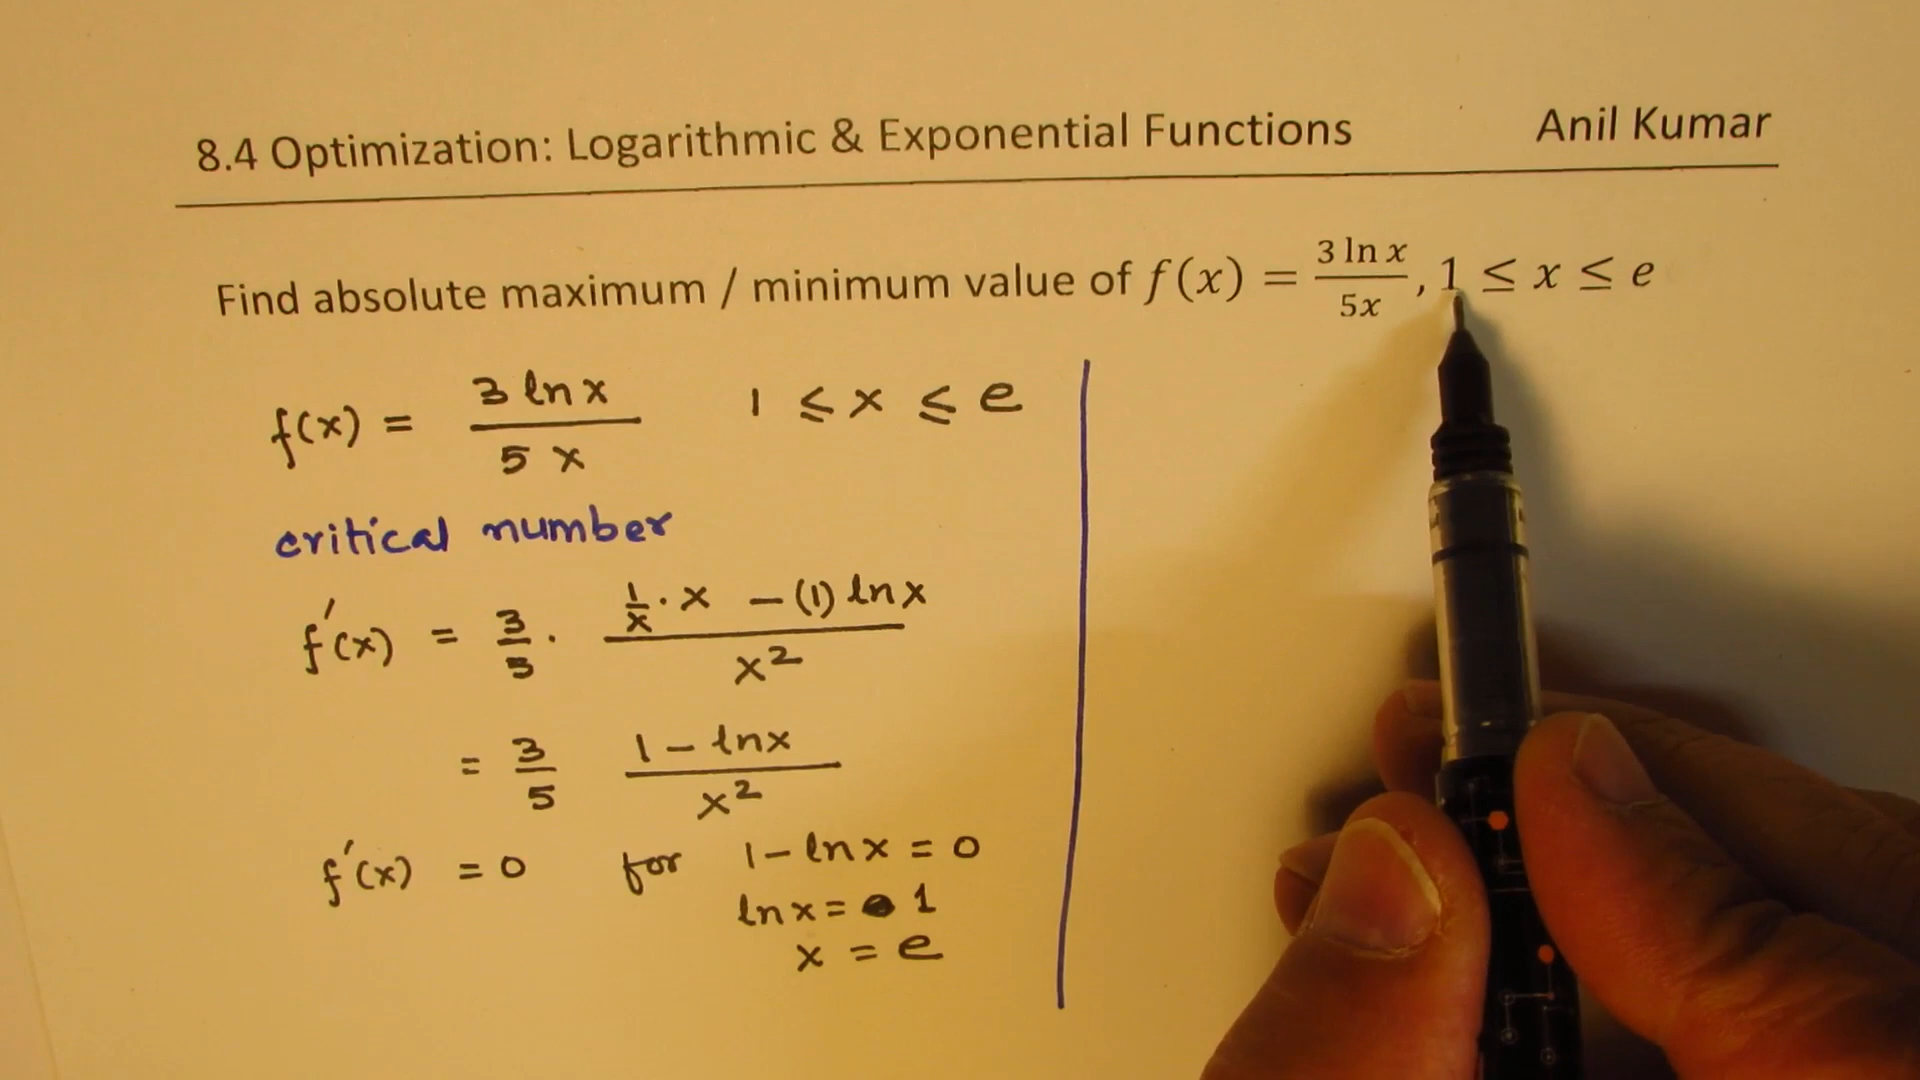 8.4 Optimization: Logarithmic & Exponential Functions Anil Kumar
Find absolute maximum / minimum value of f(x) = 3 ln x / 5x , 1 ≤ x ≤ e
f(x) = 3 ln x / 5 x 1 ≤ x ≤ e
critical number
f'(x) = 3/5 · (1/x · x − (1) ln x) / x²
= 3/5 (1 − ln x) / x²
f'(x) = 0 for 1 − ln x = 0
ln x = 1
x = e